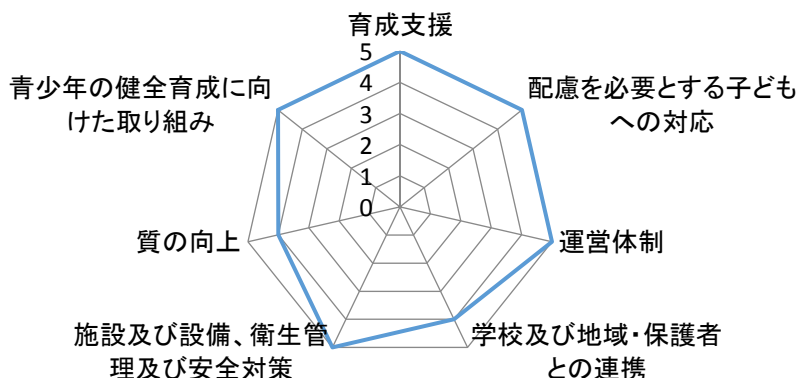 育成支援
5
4
3
2
1
0
配慮を必要とする子ども
への対応
運営体制
学校及び地域・保護者
との連携
施設及び設備、衛生管
理及び安全対策
質の向上
青少年の健全育成に向
けた取り組み